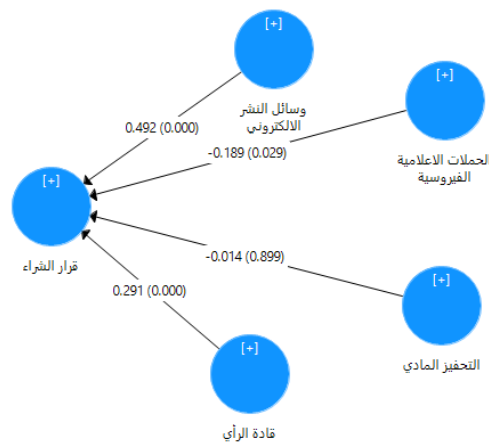 [+]
وسائل النشر
الالكتروني
[+]
لحملات الاعلامية
الفيروسية
0.492 (0.000)
-0.189 (0.029)
[+]
قرار الشراء
-0.014 (0.899)
0.291 (0.000)
[+]
التحفيز المادي
[+]
قادة الرأي